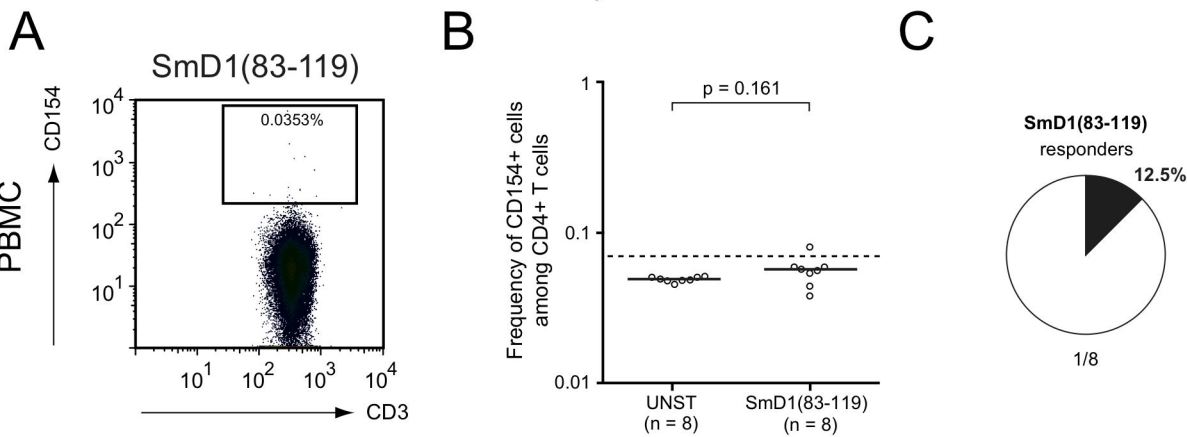 A
SmD1(83-119)
CD154
PBMC
0.0353%
10^4
10^3
10^2
10^1
10^1 10^2 10^3 10^4
CD3
B
Frequency of CD154+ cells
among CD4+ T cells
1
0.1
0.01
p = 0.161
UNST
(n = 8)
SmD1(83-119)
(n = 8)
C
SmD1(83-119)
responders
12.5%
1/8